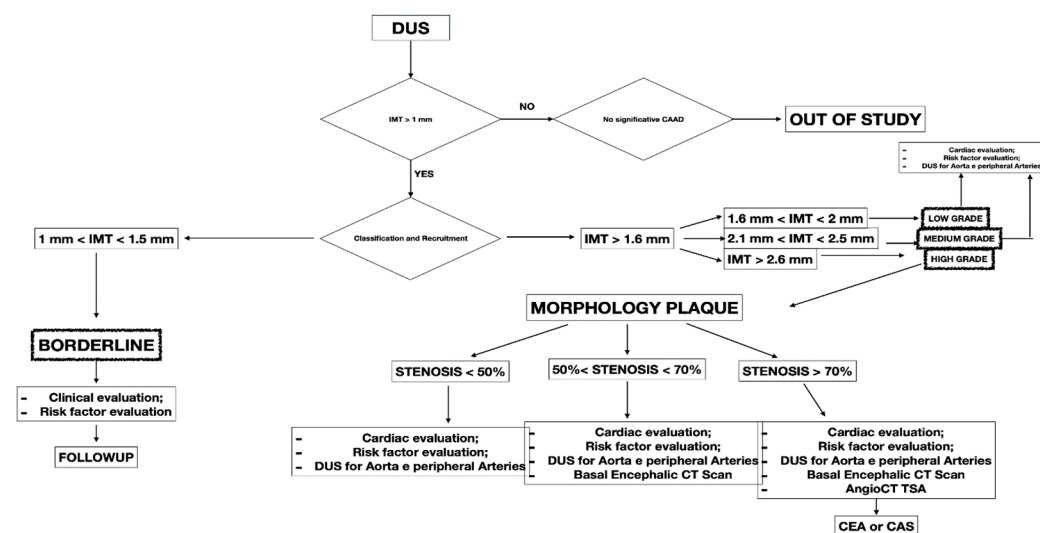 DUS
IMT > 1 mm
NO
No significative CAAD
OUT OF STUDY
- Cardiac evaluation;
- Risk factor evaluation;
- DUS for Aorta e peripheral Arteries
YES
1 mm < IMT < 1.5 mm
Classification and Recruitment
IMT > 1.6 mm
1.6 mm < IMT < 2 mm
2.1 mm < IMT < 2.5 mm
IMT > 2.6 mm
LOW GRADE
MEDIUM GRADE
HIGH GRADE
MORPHOLOGY PLAQUE
BORDERLINE
- Clinical evaluation;
- Risk factor evaluation
FOLLOWUP
STENOSIS < 50%
50%< STENOSIS < 70%
STENOSIS > 70%
- Cardiac evaluation;
- Risk factor evaluation;
- DUS for Aorta e peripheral Arteries
- Cardiac evaluation;
- Risk factor evaluation;
- DUS for Aorta e peripheral Arteries
- Basal Encephalic CT Scan
- Cardiac evaluation;
- Risk factor evaluation;
- DUS for Aorta e peripheral Arteries
- Basal Encephalic CT Scan
- AngioCT TSA
CEA or CAS